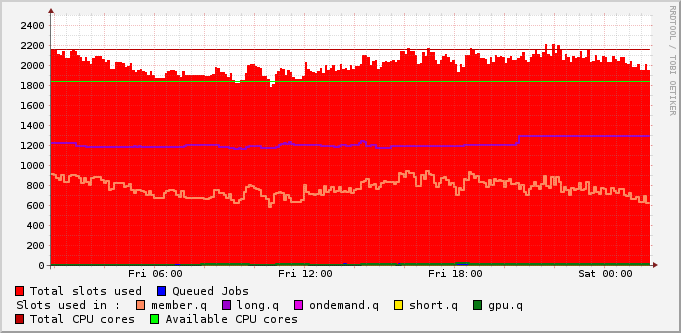 RRDTOOL / TOBI OETIKER
2400
2200
2000
1800
1600
1400
1200
1000
800
600
400
200
0
Fri 06:00 Fri 12:00 Fri 18:00 Sat 00:00
Total slots used Queued Jobs
Slots used in : member.q long.q ondemand.q short.q gpu.q
Total CPU cores Available CPU cores